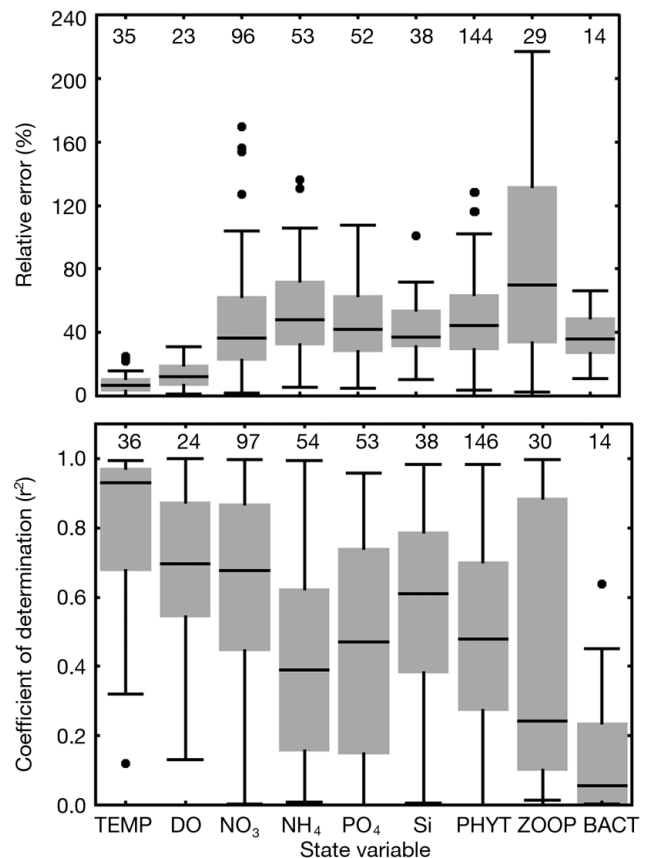 240
200
160
120
80
40
0
Relative error (%)
35 23 96 53 52 38 144 29 14
1.0
0.8
0.6
0.4
0.2
0.0
Coefficient of determination (r²)
36 24 97 54 53 38 146 30 14
TEMP DO NO₃ NH₄ PO₄ Si PHYT ZOOP BACT
State variable